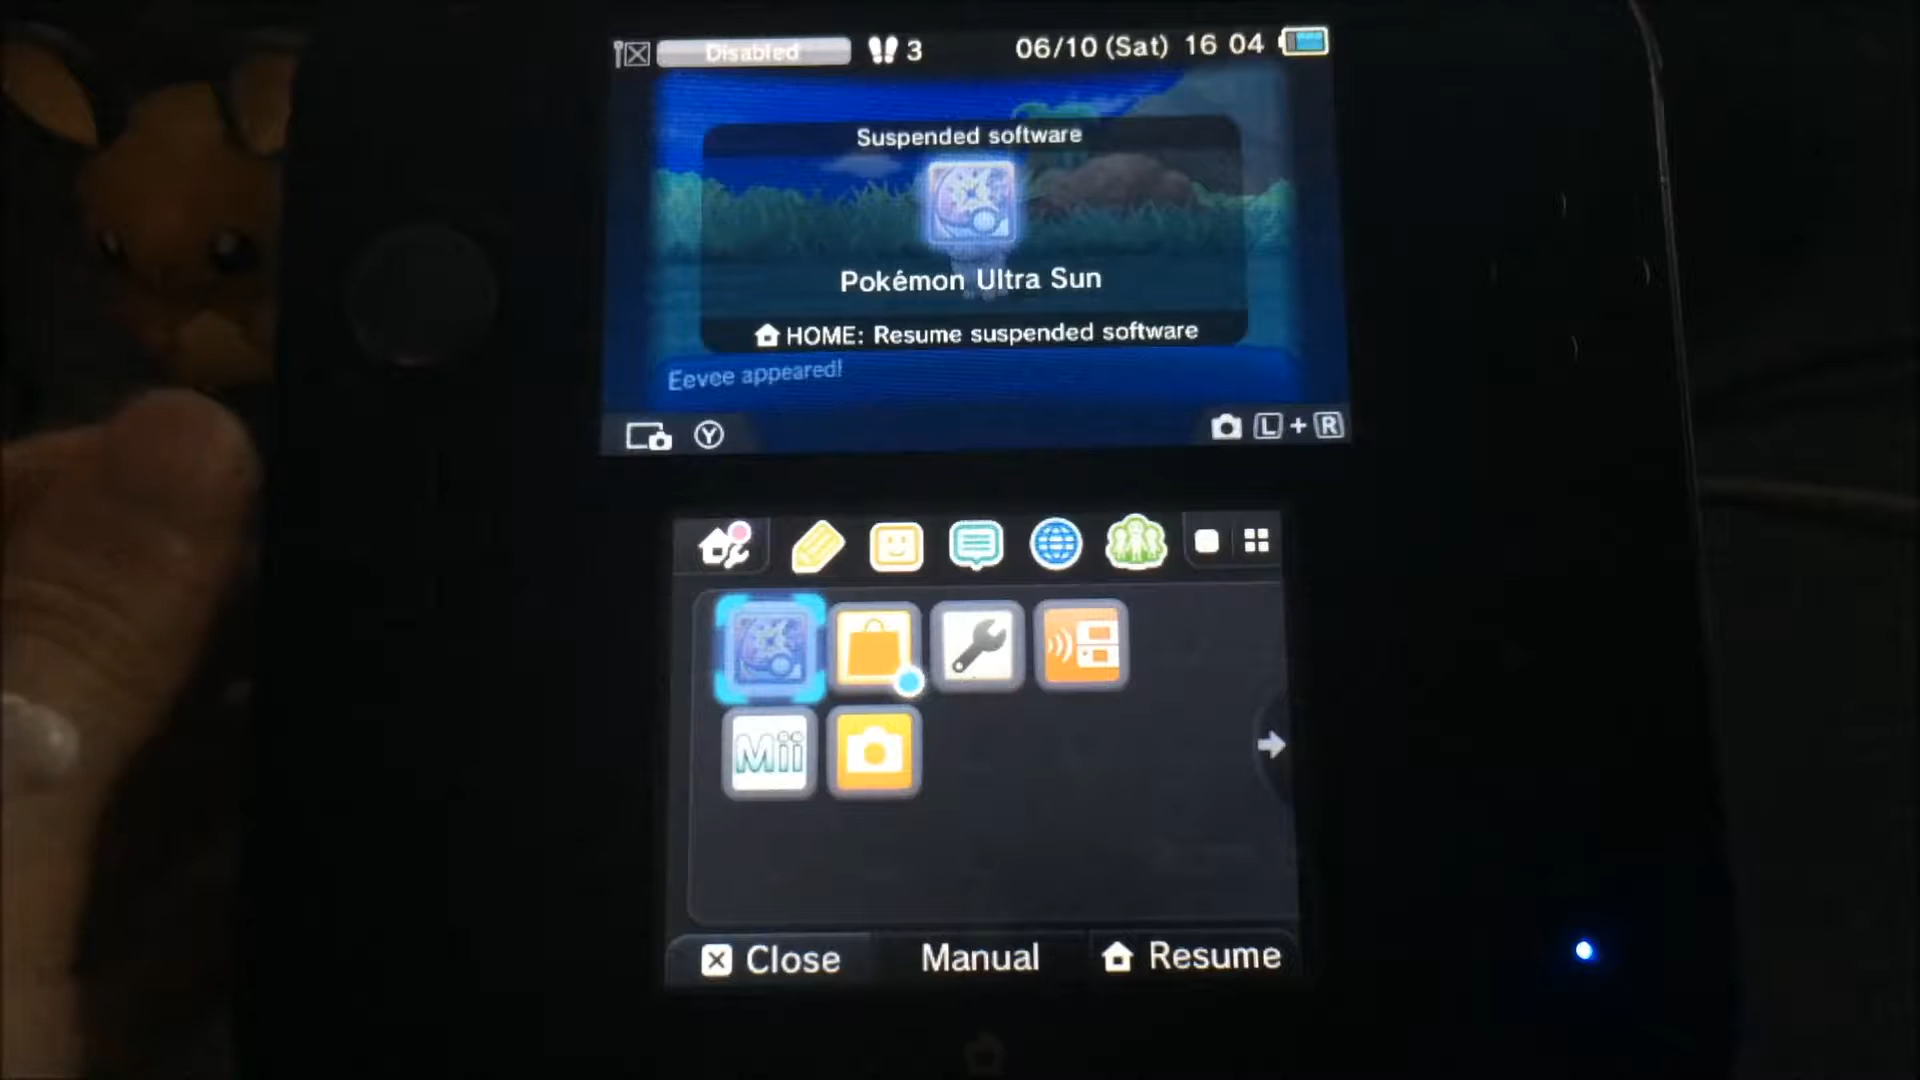 Disabled 3 06/10 (Sat) 16 04
Suspended software
Pokémon Ultra Sun
HOME: Resume suspended software
Eevee appeared!
Y L + R
Mii
Close Manual Resume